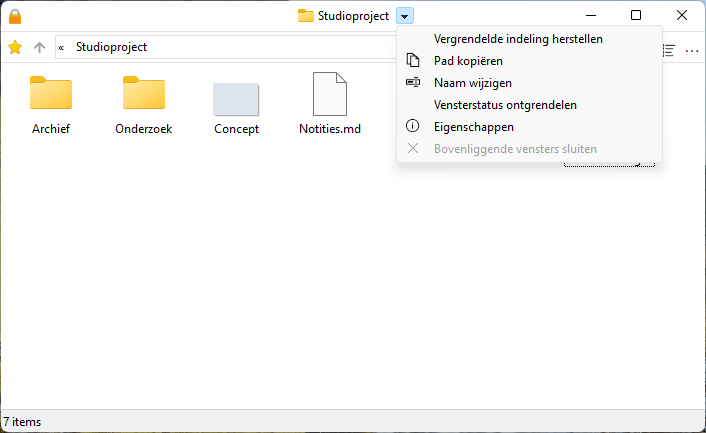 Studioproject
« Studioproject
Vergrendelde indeling herstellen
Pad kopiëren
Naam wijzigen
Vensterstatus ontgrendelen
Eigenschappen
Bovenliggende vensters sluiten
Archief
Onderzoek
Concept
Notities.md
7 items